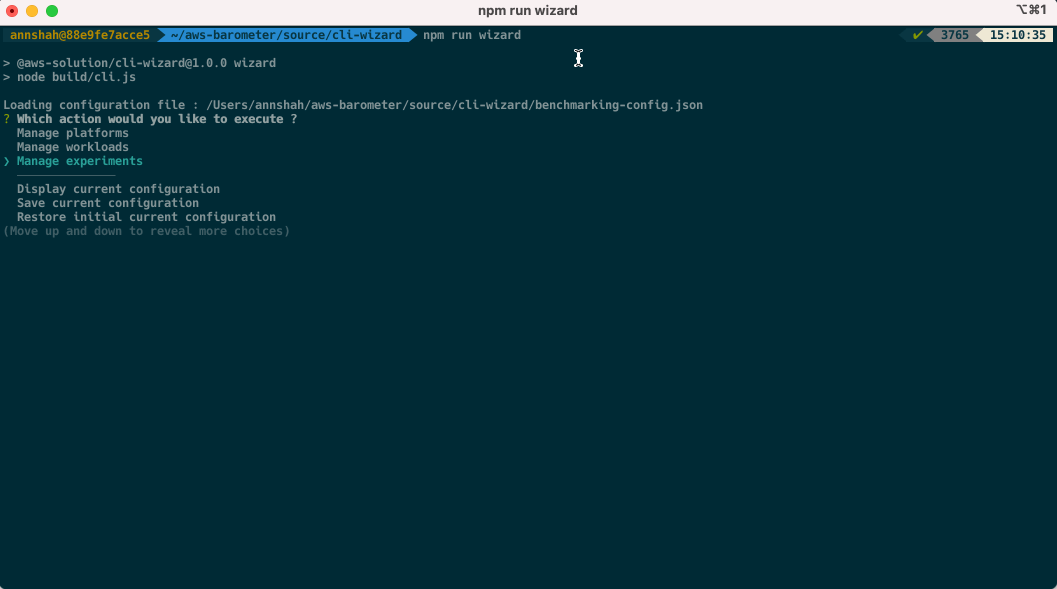 npm run wizard
⌥⌘1
annshah@88e9fe7acce5 ~/aws-barometer/source/cli-wizard npm run wizard ✔ 3765 15:10:35
> @aws-solution/cli-wizard@1.0.0 wizard
> node build/cli.js
Loading configuration file : /Users/annshah/aws-barometer/source/cli-wizard/benchmarking-config.json
? Which action would you like to execute ?
Manage platforms
Manage workloads
❯ Manage experiments
──────────────
Display current configuration
Save current configuration
Restore initial current configuration
(Move up and down to reveal more choices)